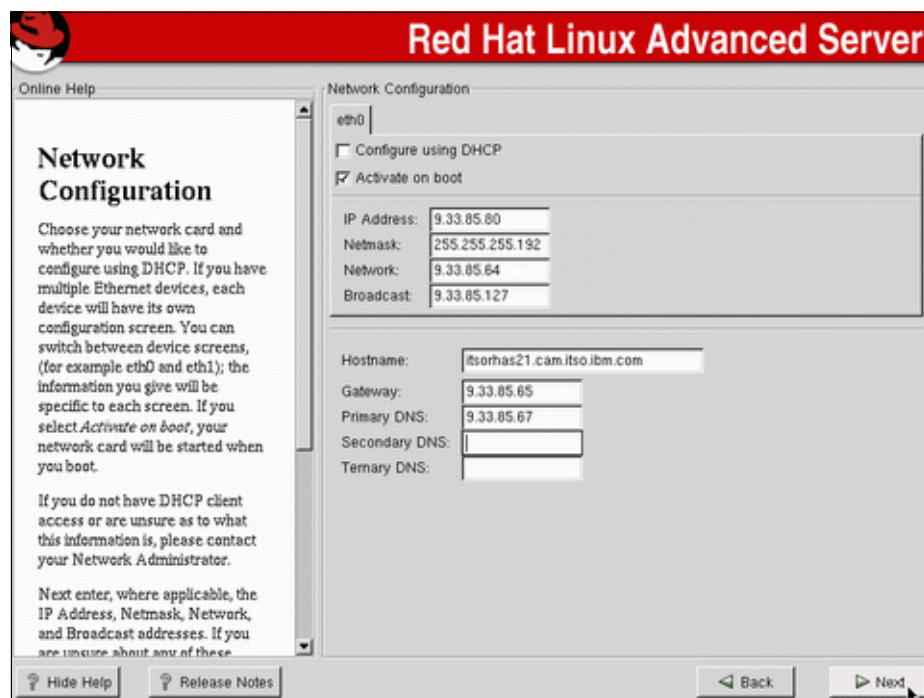 Red Hat Linux Advanced Server
Online Help
Network
Configuration
Choose your network card and
whether you would like to
configure using DHCP. If you have
multiple Ethernet devices, each
device will have its own
configuration screen. You can
switch between device screens,
(for example eth0 and eth1); the
information you give will be
specific to each screen. If you
select Activate on boot, your
network card will be started when
you boot.
If you do not have DHCP client
access or are unsure as to what
this information is, please contact
your Network Administrator.
Next enter, where applicable, the
IP Address, Netmask, Network,
and Broadcast addresses. If you
are unsure about any of these
Network Configuration
eth0
Configure using DHCP
Activate on boot
IP Address: 9.33.85.80
Netmask: 255.255.255.192
Network: 9.33.85.64
Broadcast: 9.33.85.127
Hostname: itsorhas21.cam.itso.ibm.com
Gateway: 9.33.85.65
Primary DNS: 9.33.85.67
Secondary DNS:
Ternary DNS:
Hide Help
Release Notes
Back
Next